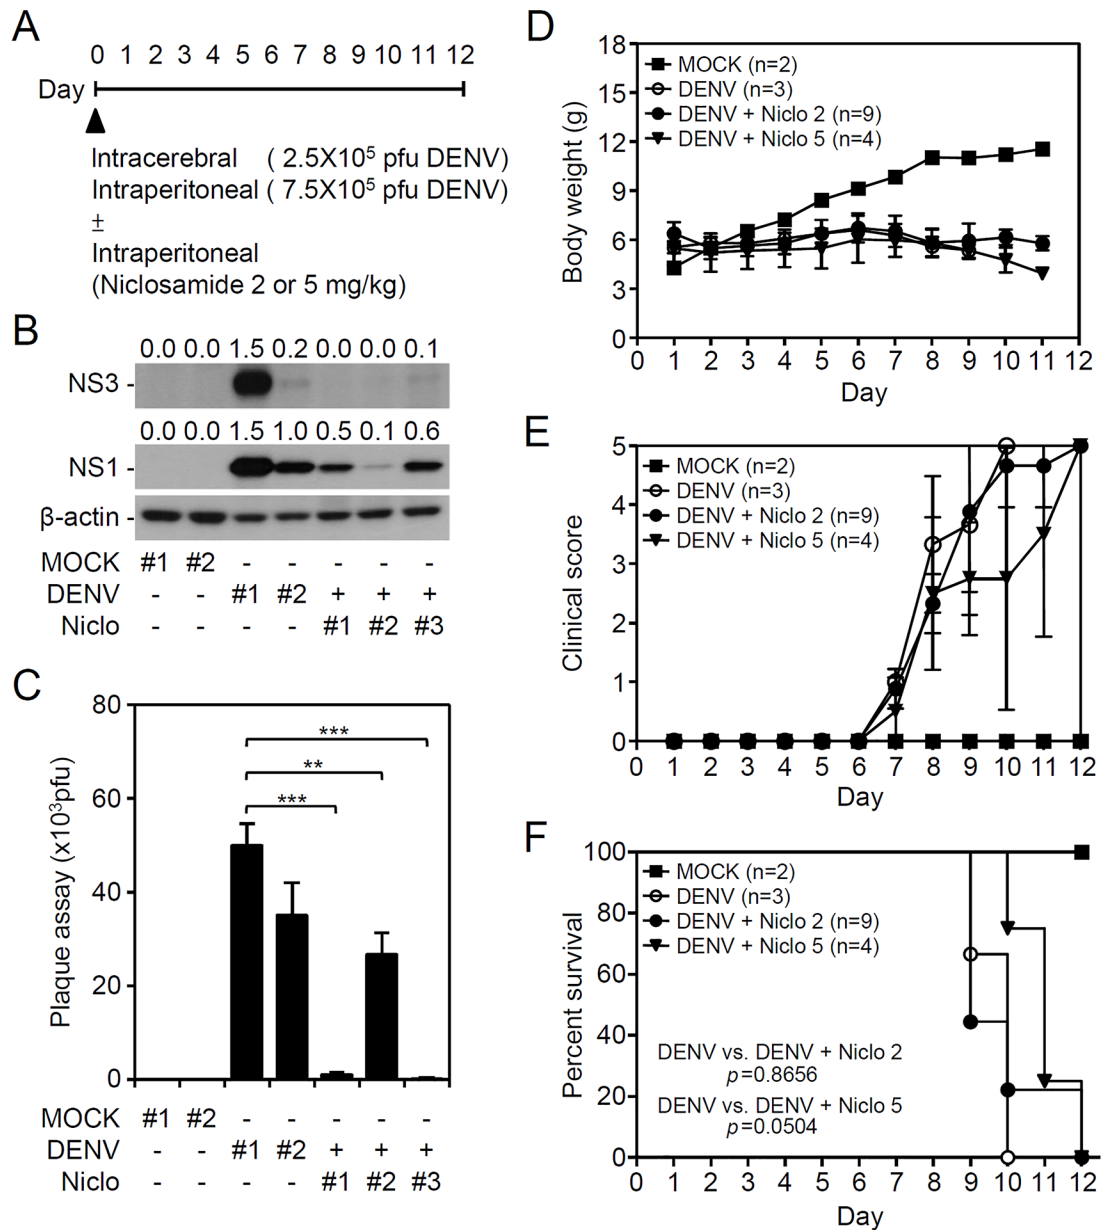 A
0 1 2 3 4 5 6 7 8 9 10 11 12
Day
Intracerebral ( 2.5X10⁵ pfu DENV)
Intraperitoneal ( 7.5X10⁵ pfu DENV)
±
Intraperitoneal
(Niclosamide 2 or 5 mg/kg)
B
0.0 0.0 1.5 0.2 0.0 0.0 0.1
NS3 -
0.0 0.0 1.5 1.0 0.5 0.1 0.6
NS1 -
β-actin -
MOCK #1 #2 - - - - -
DENV - - #1 #2 + + +
Niclo - - - - #1 #2 #3
C
80
60
40
20
0
Plaque assay (x10³pfu)
***
**
***
MOCK #1 #2 - - - - -
DENV - - #1 #2 + + +
Niclo - - - - #1 #2 #3
D
18
15
12
9
6
3
0
Body weight (g)
MOCK (n=2)
DENV (n=3)
DENV + Niclo 2 (n=9)
DENV + Niclo 5 (n=4)
0 1 2 3 4 5 6 7 8 9 10 11 12
Day
E
5
4
3
2
1
0
Clinical score
MOCK (n=2)
DENV (n=3)
DENV + Niclo 2 (n=9)
DENV + Niclo 5 (n=4)
0 1 2 3 4 5 6 7 8 9 10 11 12
Day
F
100
80
60
40
20
0
Percent survival
MOCK (n=2)
DENV (n=3)
DENV + Niclo 2 (n=9)
DENV + Niclo 5 (n=4)
DENV vs. DENV + Niclo 2
p=0.8656
DENV vs. DENV + Niclo 5
p=0.0504
0 1 2 3 4 5 6 7 8 9 10 11 12
Day